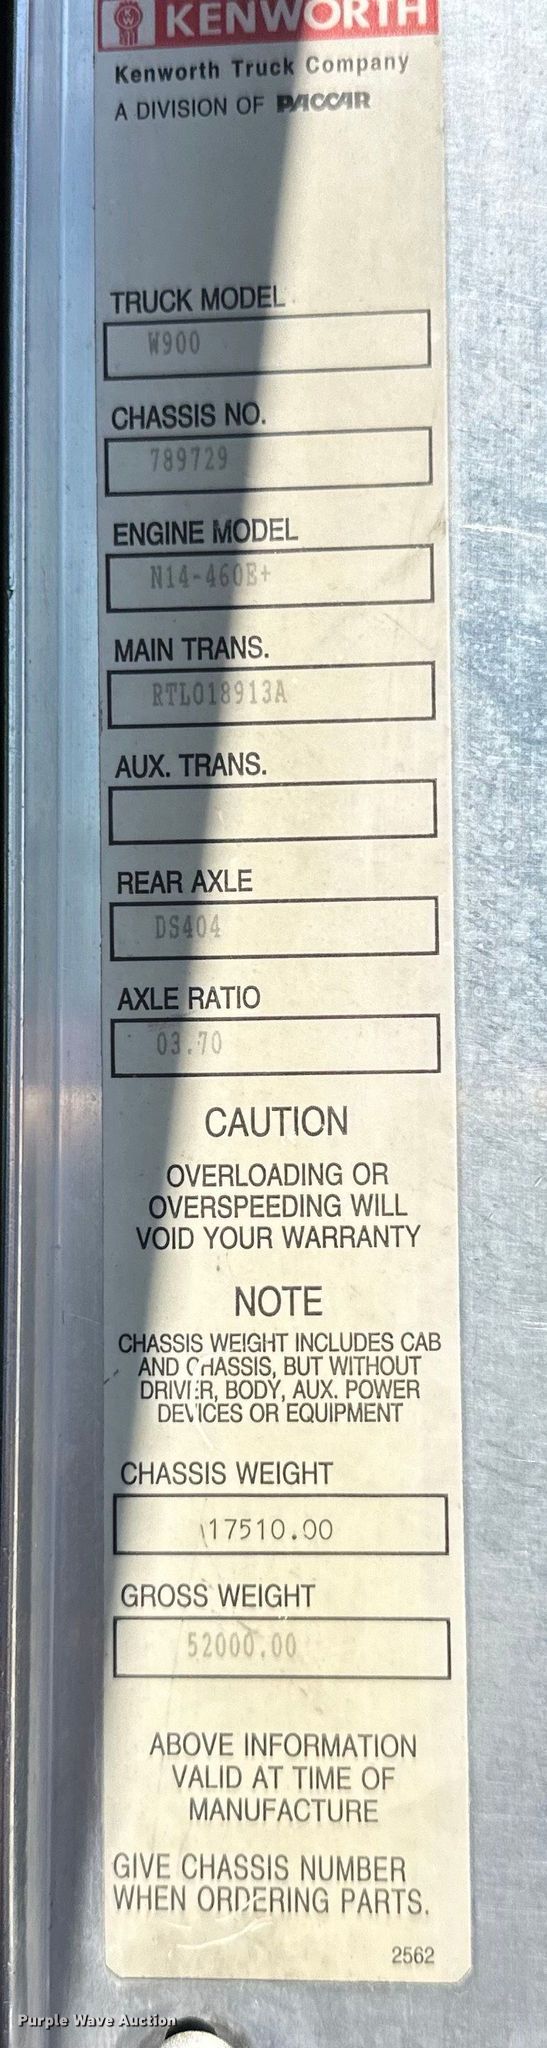 KENWORTH
Kenworth Truck Company
A DIVISION OF PACCAR
TRUCK MODEL
W900
CHASSIS NO.
789729
ENGINE MODEL
N14-460E+
MAIN TRANS.
RTLO18913A
AUX. TRANS.
REAR AXLE
DS404
AXLE RATIO
03.70
CAUTION
OVERLOADING OR
OVERSPEEDING WILL
VOID YOUR WARRANTY
NOTE
CHASSIS WEIGHT INCLUDES CAB
AND CHASSIS, BUT WITHOUT
DRIVER, BODY, AUX. POWER
DEVICES OR EQUIPMENT
CHASSIS WEIGHT
17510.00
GROSS WEIGHT
52000.00
ABOVE INFORMATION
VALID AT TIME OF
MANUFACTURE
GIVE CHASSIS NUMBER
WHEN ORDERING PARTS.
2562
Purple Wave Auction